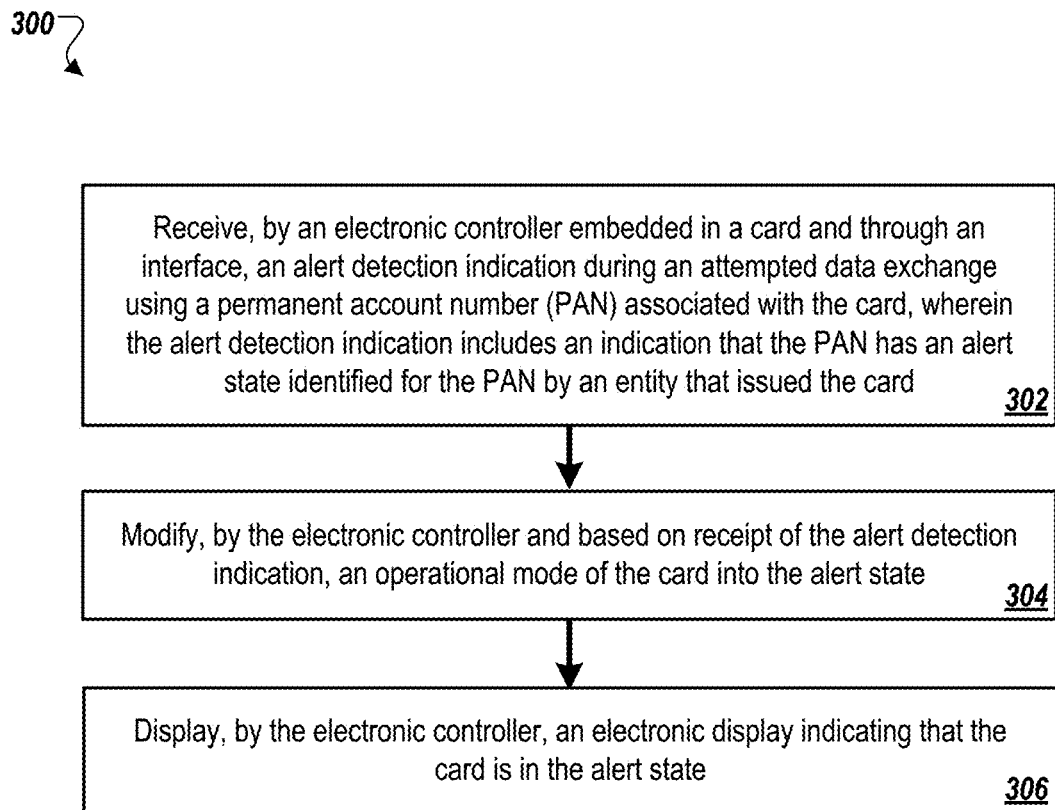 300
Receive, by an electronic controller embedded in a card and through an
interface, an alert detection indication during an attempted data exchange
using a permanent account number (PAN) associated with the card, wherein
the alert detection indication includes an indication that the PAN has an alert
state identified for the PAN by an entity that issued the card
302
Modify, by the electronic controller and based on receipt of the alert detection
indication, an operational mode of the card into the alert state
304
Display, by the electronic controller, an electronic display indicating that the
card is in the alert state
306